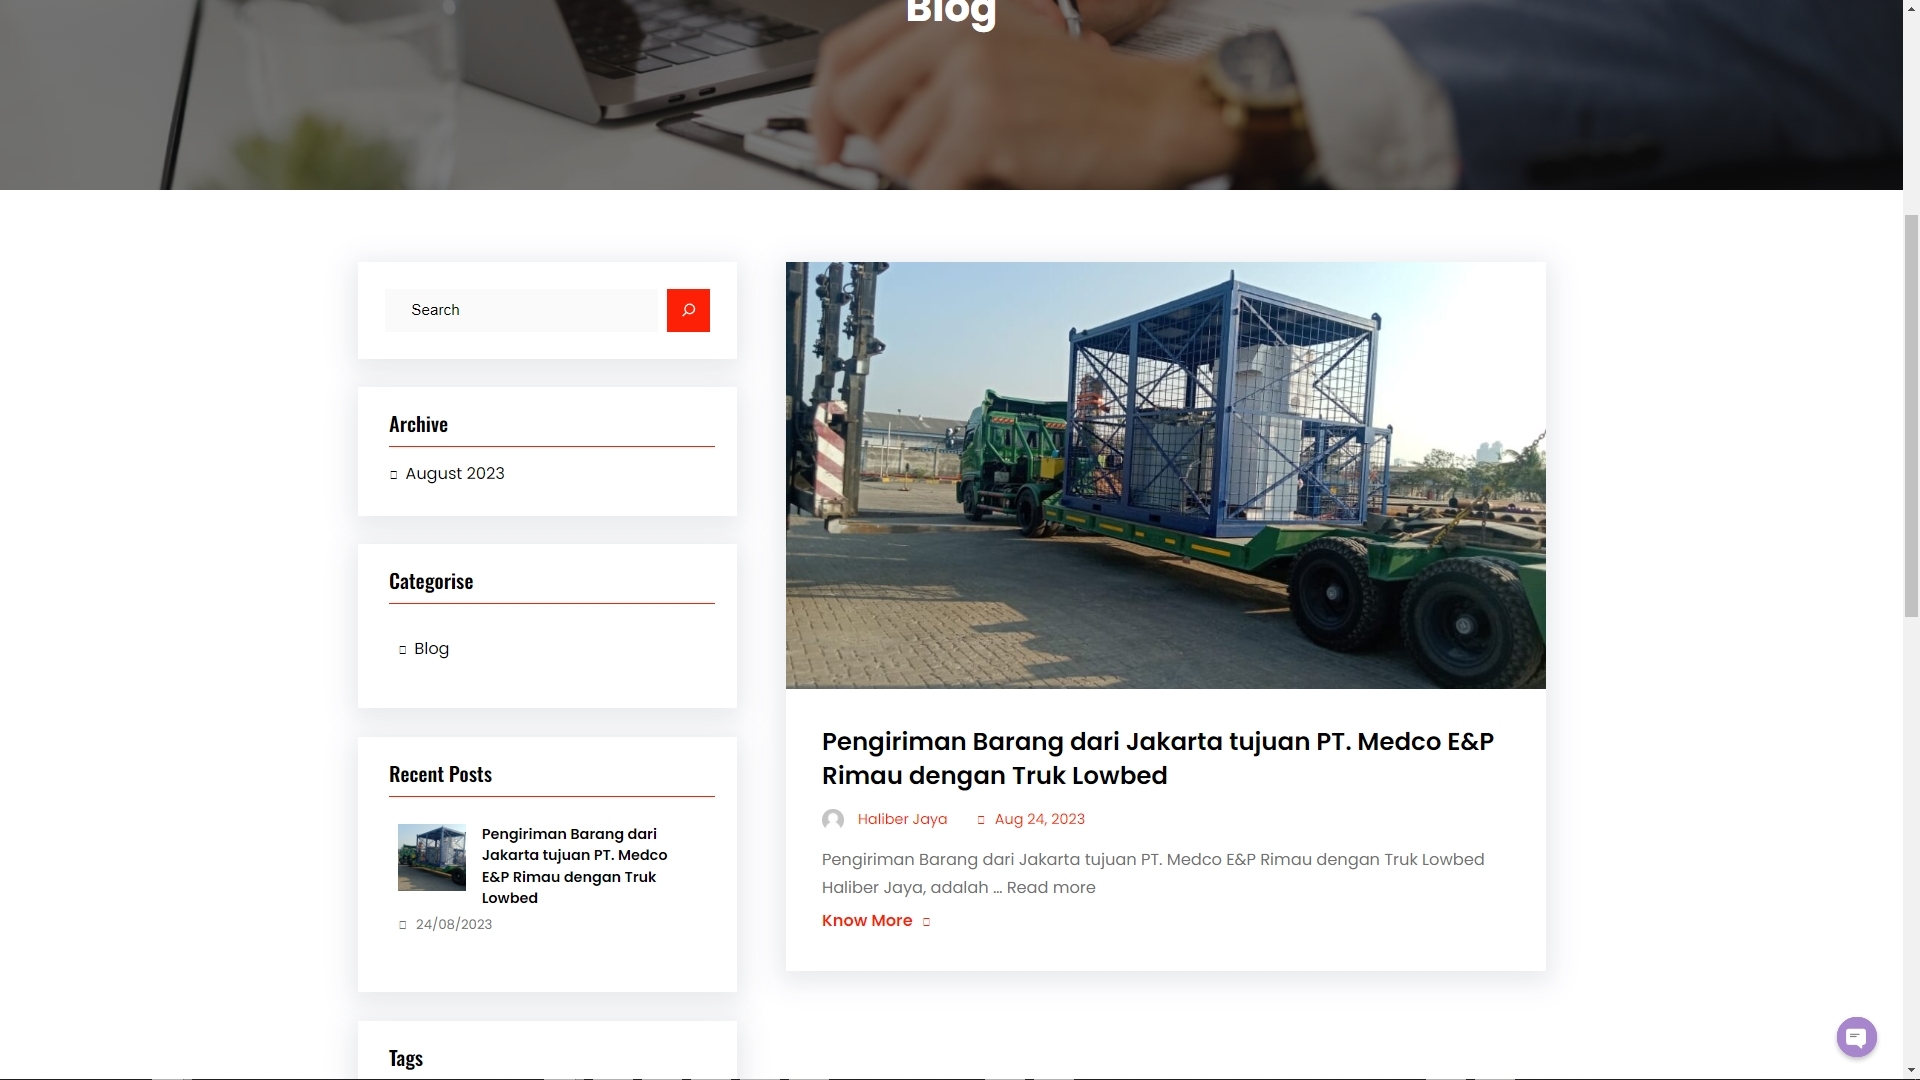 Blog
Search
Archive
August 2023
Categorise
Blog
Recent Posts
Pengiriman Barang dari
Jakarta tujuan PT. Medco
E&P Rimau dengan Truk
Lowbed
24/08/2023
Tags
Pengiriman Barang dari Jakarta tujuan PT. Medco E&P
Rimau dengan Truk Lowbed
Haliber Jaya Aug 24, 2023
Pengiriman Barang dari Jakarta tujuan PT. Medco E&P Rimau dengan Truk Lowbed
Haliber Jaya, adalah ... Read more
Know More